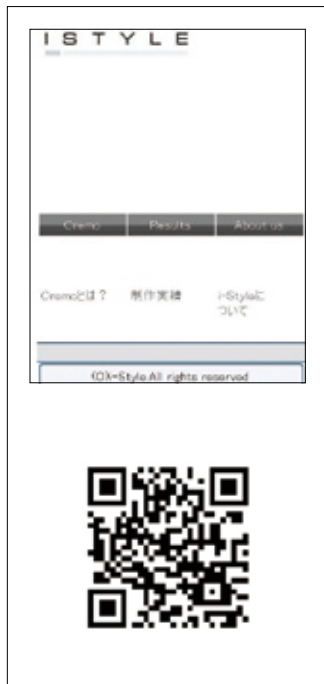 ISTYLE
Cremo Results About us
Cremoとは？ 制作実績 i-Styleに
ついて
(C)i-Style.All rights reserved